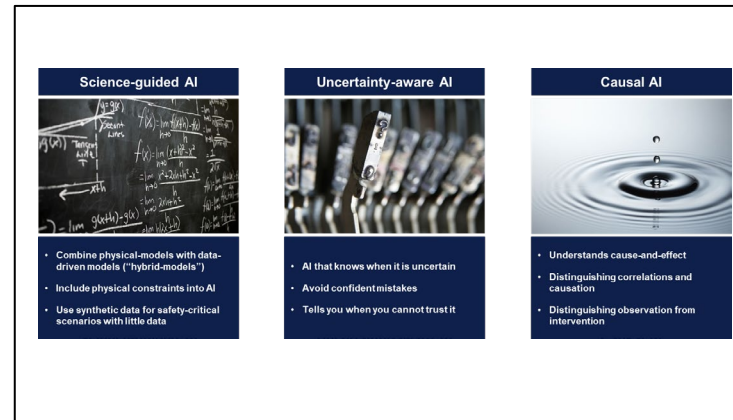 Science-guided AI
• Combine physical-models with data-
driven models ("hybrid-models")
• Include physical constraints into AI
• Use synthetic data for safety-critical
scenarios with little data
Uncertainty-aware AI
• AI that knows when it is uncertain
• Avoid confident mistakes
• Tells you when you cannot trust it
Causal AI
• Understands cause-and-effect
• Distinguishing correlations and
causation
• Distinguishing observation from
intervention